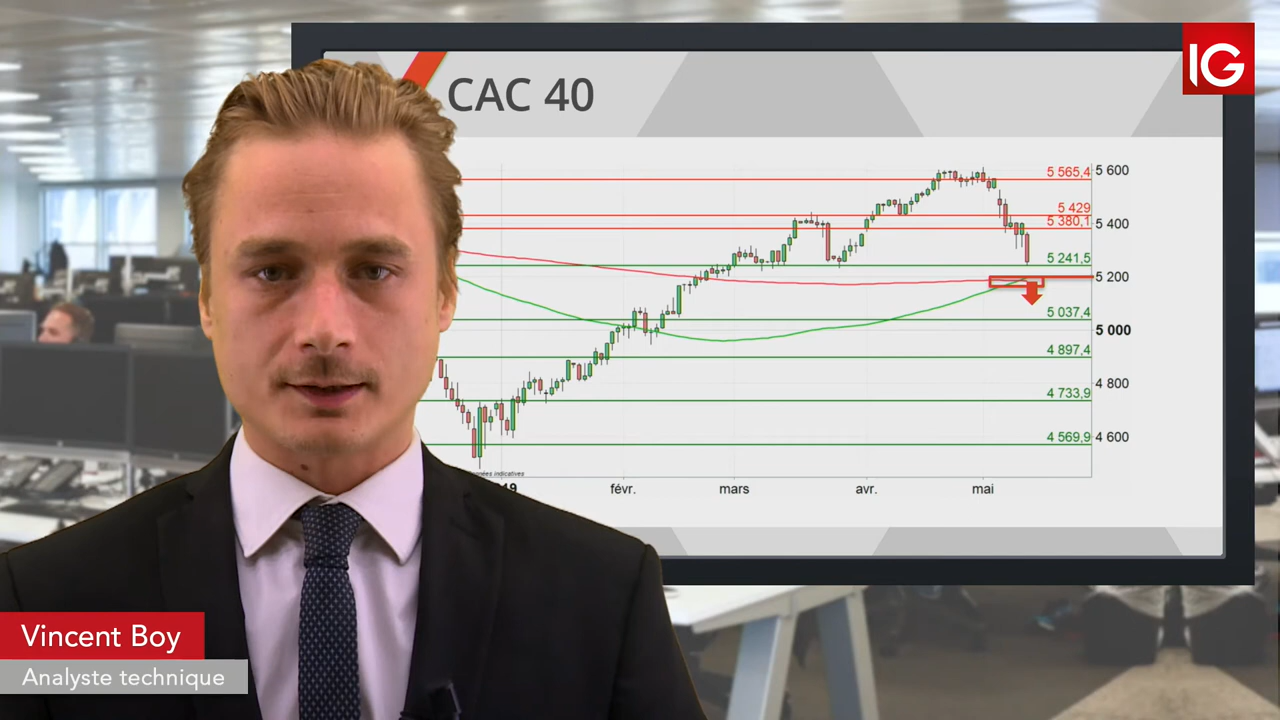 IG
CAC 40
5 565,4
5 600
5 429
5 380,1
5 400
5 241,5
5 200
5 037,4
5 000
4 897,4
4 800
4 733,9
4 600
4 569,9
données indicatives
févr.
mars
avr.
mai
Vincent Boy
Analyste technique